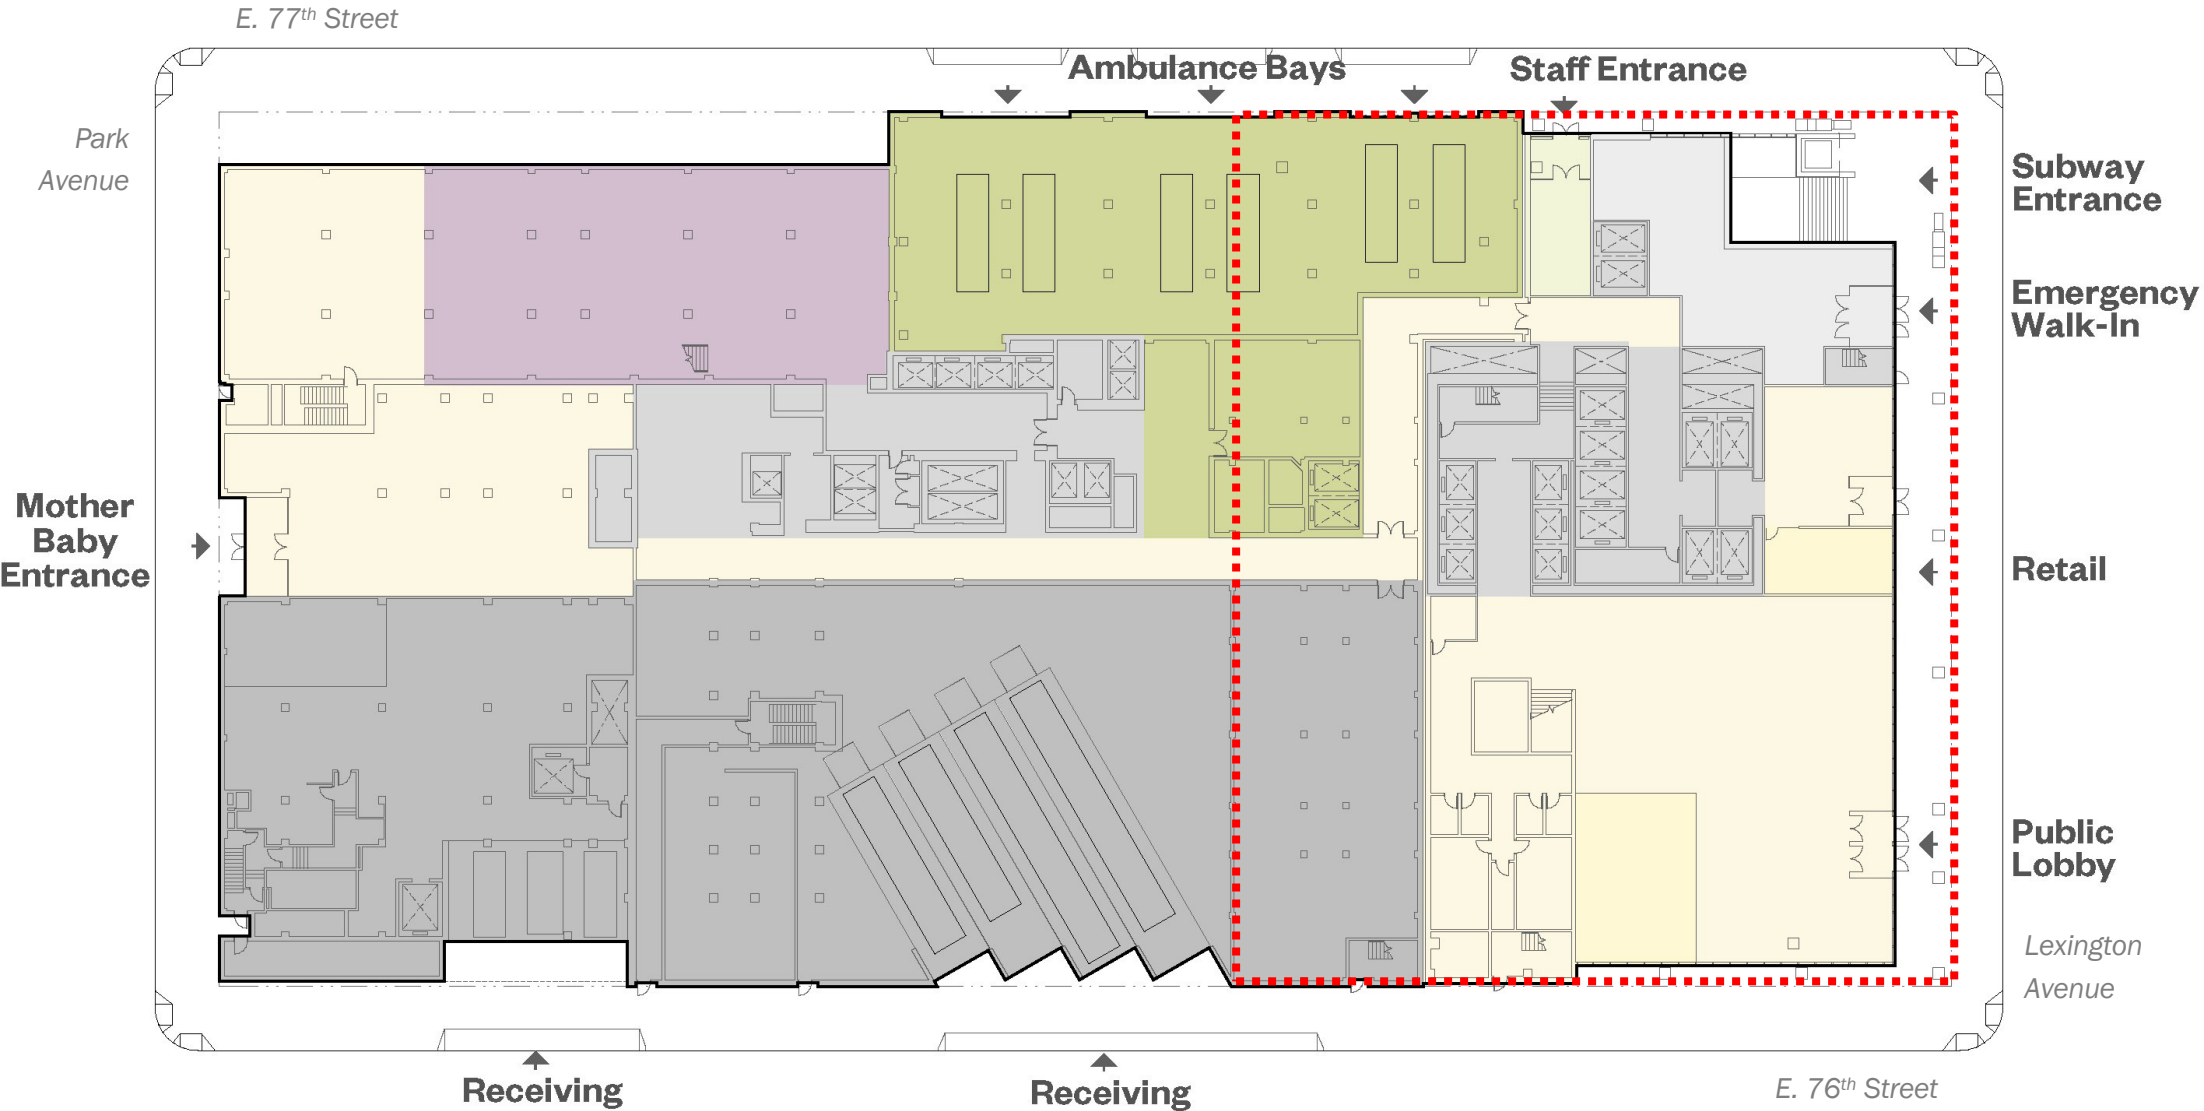 E. 77th Street
Ambulance Bays
Staff Entrance
Park
Avenue
Subway
Entrance
Emergency
Walk-In
Mother
Baby
Entrance
Retail
Public
Lobby
Lexington
Avenue
Receiving
Receiving
E. 76th Street